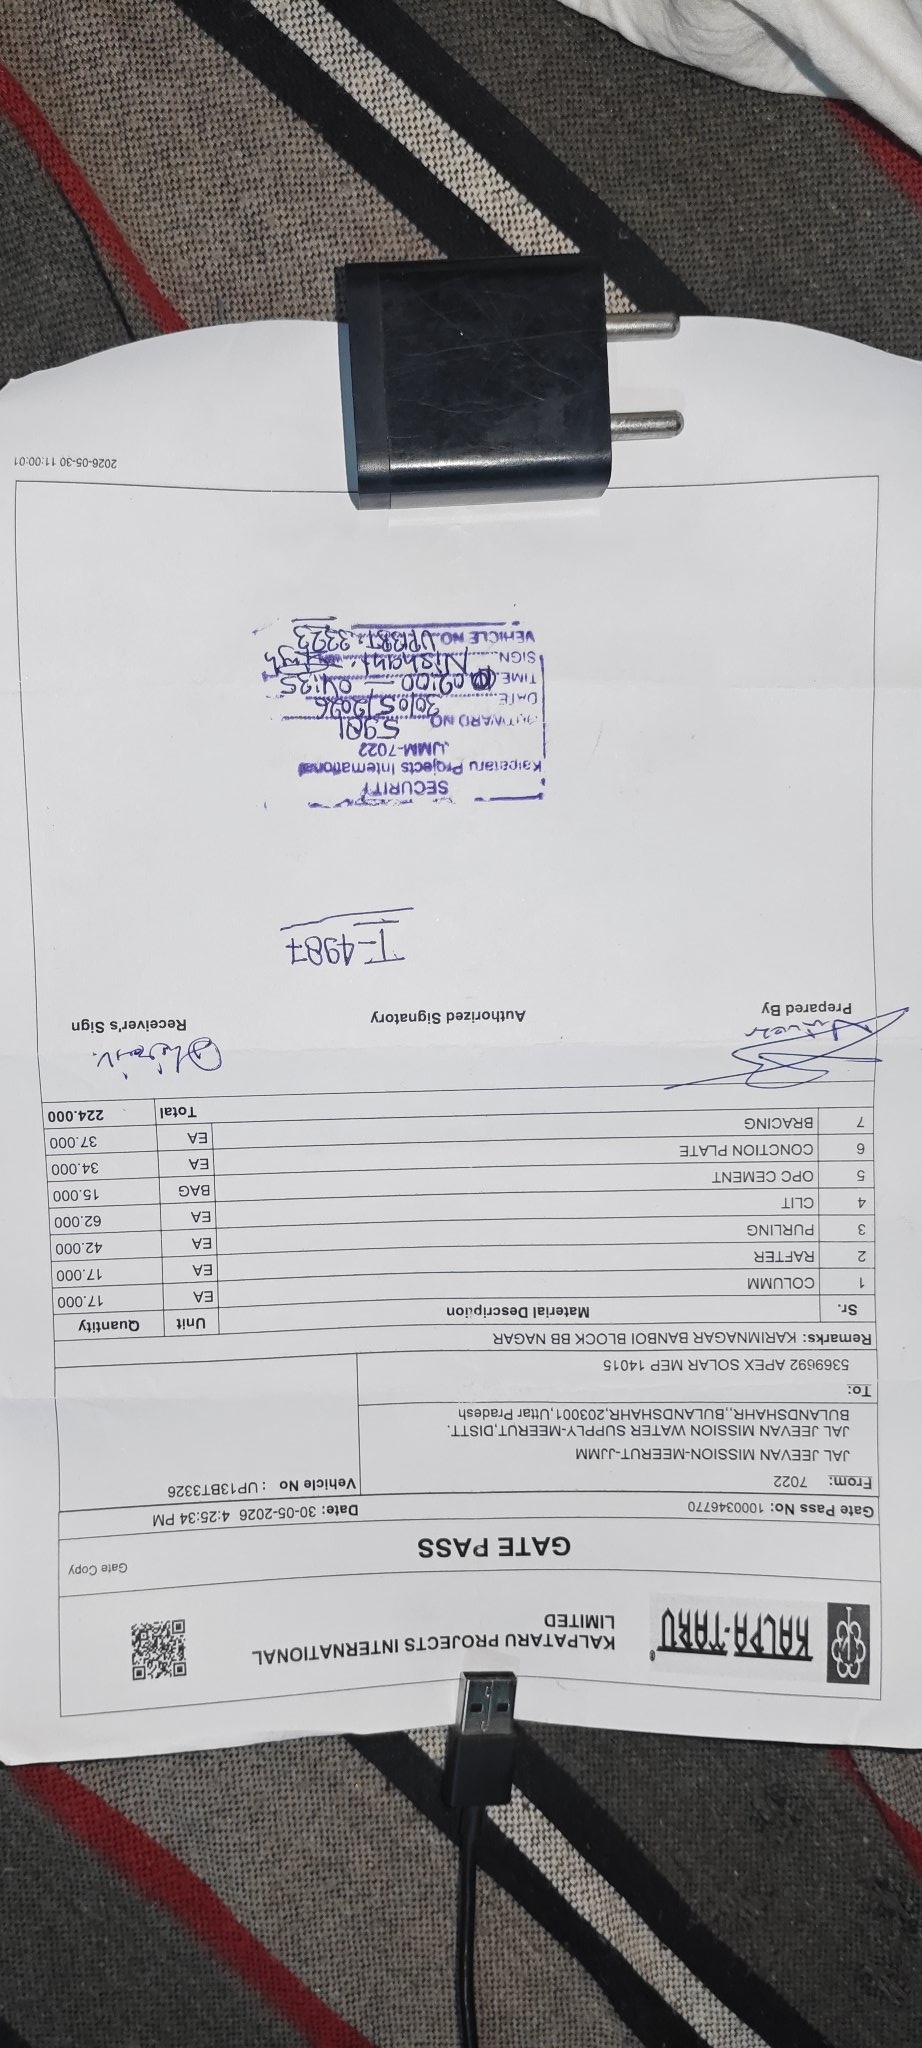 KALPA-TARU®
KALPATARU PROJECTS INTERNATIONAL
LIMITED
GATE PASS
Gate Copy
Gate Pass No: 1000346770
Date: 30-05-2026 4:25:34 PM
From: 7022
JAL JEEVAN MISSION-MEERUT-JJMM
JAL JEEVAN MISSION WATER SUPPLY-MEERUT,DISTT.
BULANDSHAHR,,BULANDSHAHR,203001,Uttar Pradesh
Vehicle No : UP13BT3326
To:
5369692 APEX SOLAR MEP 14015
Remarks: KARIMNAGAR BANBOI BLOCK BB NAGAR
Sr. Material Description Unit Quantity
1 COLUMM EA 17.000
2 RAFTER EA 17.000
3 PURLING EA 42.000
4 CLIT EA 62.000
5 OPC CEMENT BAG 15.000
6 CONCTION PLATE EA 34.000
7 BRACING EA 37.000
Total 224.000
Prepared By Authorized Signatory Receiver's Sign
T-4987
SECURITY
Kalpataru Projects International
JJMM-7022
OUTWARD NO 5901
DATE 30/05/2026
TIME 02:00 - 04:35
SIGN Nishant
VEHICLE NO. UP13BT. 3323
2026-05-30 11:00:01